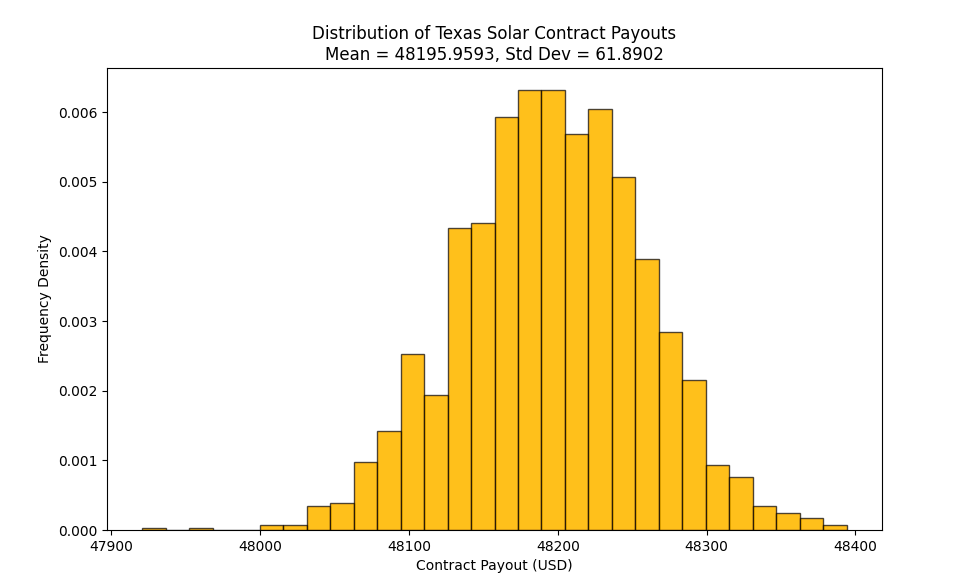 Distribution of Texas Solar Contract Payouts
Mean = 48195.9593, Std Dev = 61.8902
Frequency Density
0.006
0.005
0.004
0.003
0.002
0.001
0.000
47900 48000 48100 48200 48300 48400
Contract Payout (USD)